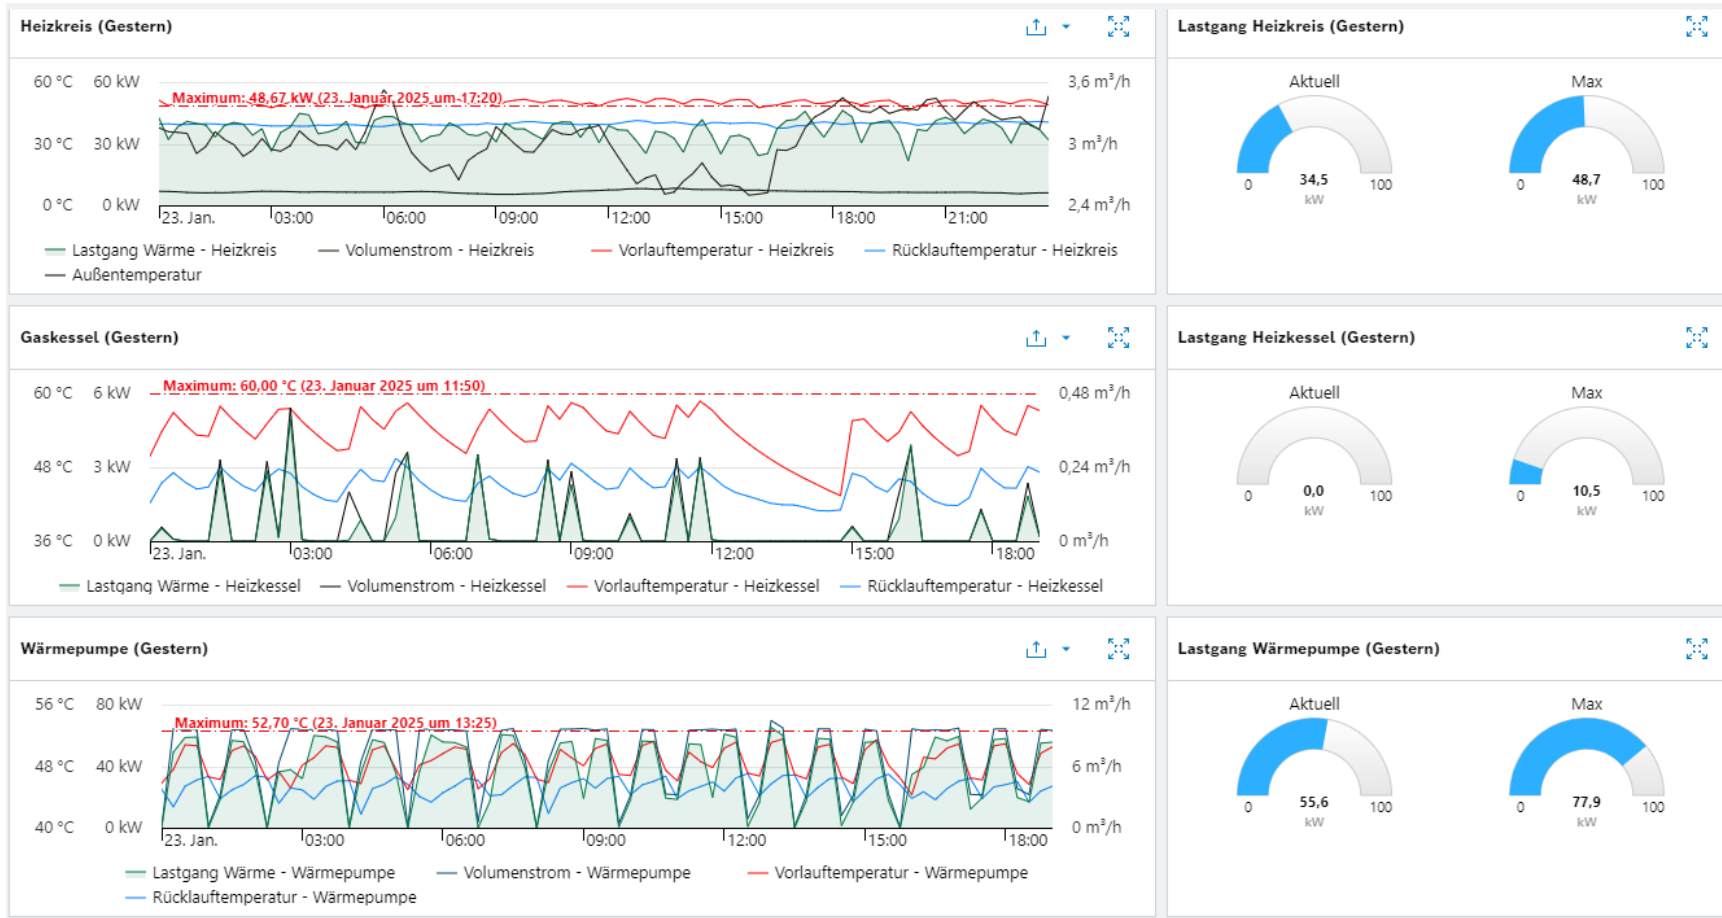 Heizkreis (Gestern)
60 °C 60 kW 3,6 m³/h
Maximum: 48,67 kW (23. Januar 2025 um 17:20)
30 °C 30 kW 3 m³/h
0 °C 0 kW 2,4 m³/h
23. Jan. 03:00 06:00 09:00 12:00 15:00 18:00 21:00
Lastgang Wärme - Heizkreis Volumenstrom - Heizkreis Vorlauftemperatur - Heizkreis Rücklauftemperatur - Heizkreis
Außentemperatur
Lastgang Heizkreis (Gestern)
Aktuell Max
0 34,5 100 0 48,7 100
kW kW
Gaskessel (Gestern)
Maximum: 60,00 °C (23. Januar 2025 um 11:50)
60 °C 6 kW 0,48 m³/h
48 °C 3 kW 0,24 m³/h
36 °C 0 kW 0 m³/h
23. Jan. 03:00 06:00 09:00 12:00 15:00 18:00
Lastgang Wärme - Heizkessel Volumenstrom - Heizkessel Vorlauftemperatur - Heizkessel Rücklauftemperatur - Heizkessel
Lastgang Heizkessel (Gestern)
Aktuell Max
0 0,0 100 0 10,5 100
kW kW
Wärmepumpe (Gestern)
56 °C 80 kW 12 m³/h
Maximum: 52,70 °C (23. Januar 2025 um 13:25)
48 °C 40 kW 6 m³/h
40 °C 0 kW 0 m³/h
23. Jan. 03:00 06:00 09:00 12:00 15:00 18:00
Lastgang Wärme - Wärmepumpe Volumenstrom - Wärmepumpe Vorlauftemperatur - Wärmepumpe
Rücklauftemperatur - Wärmepumpe
Lastgang Wärmepumpe (Gestern)
Aktuell Max
0 55,6 100 0 77,9 100
kW kW